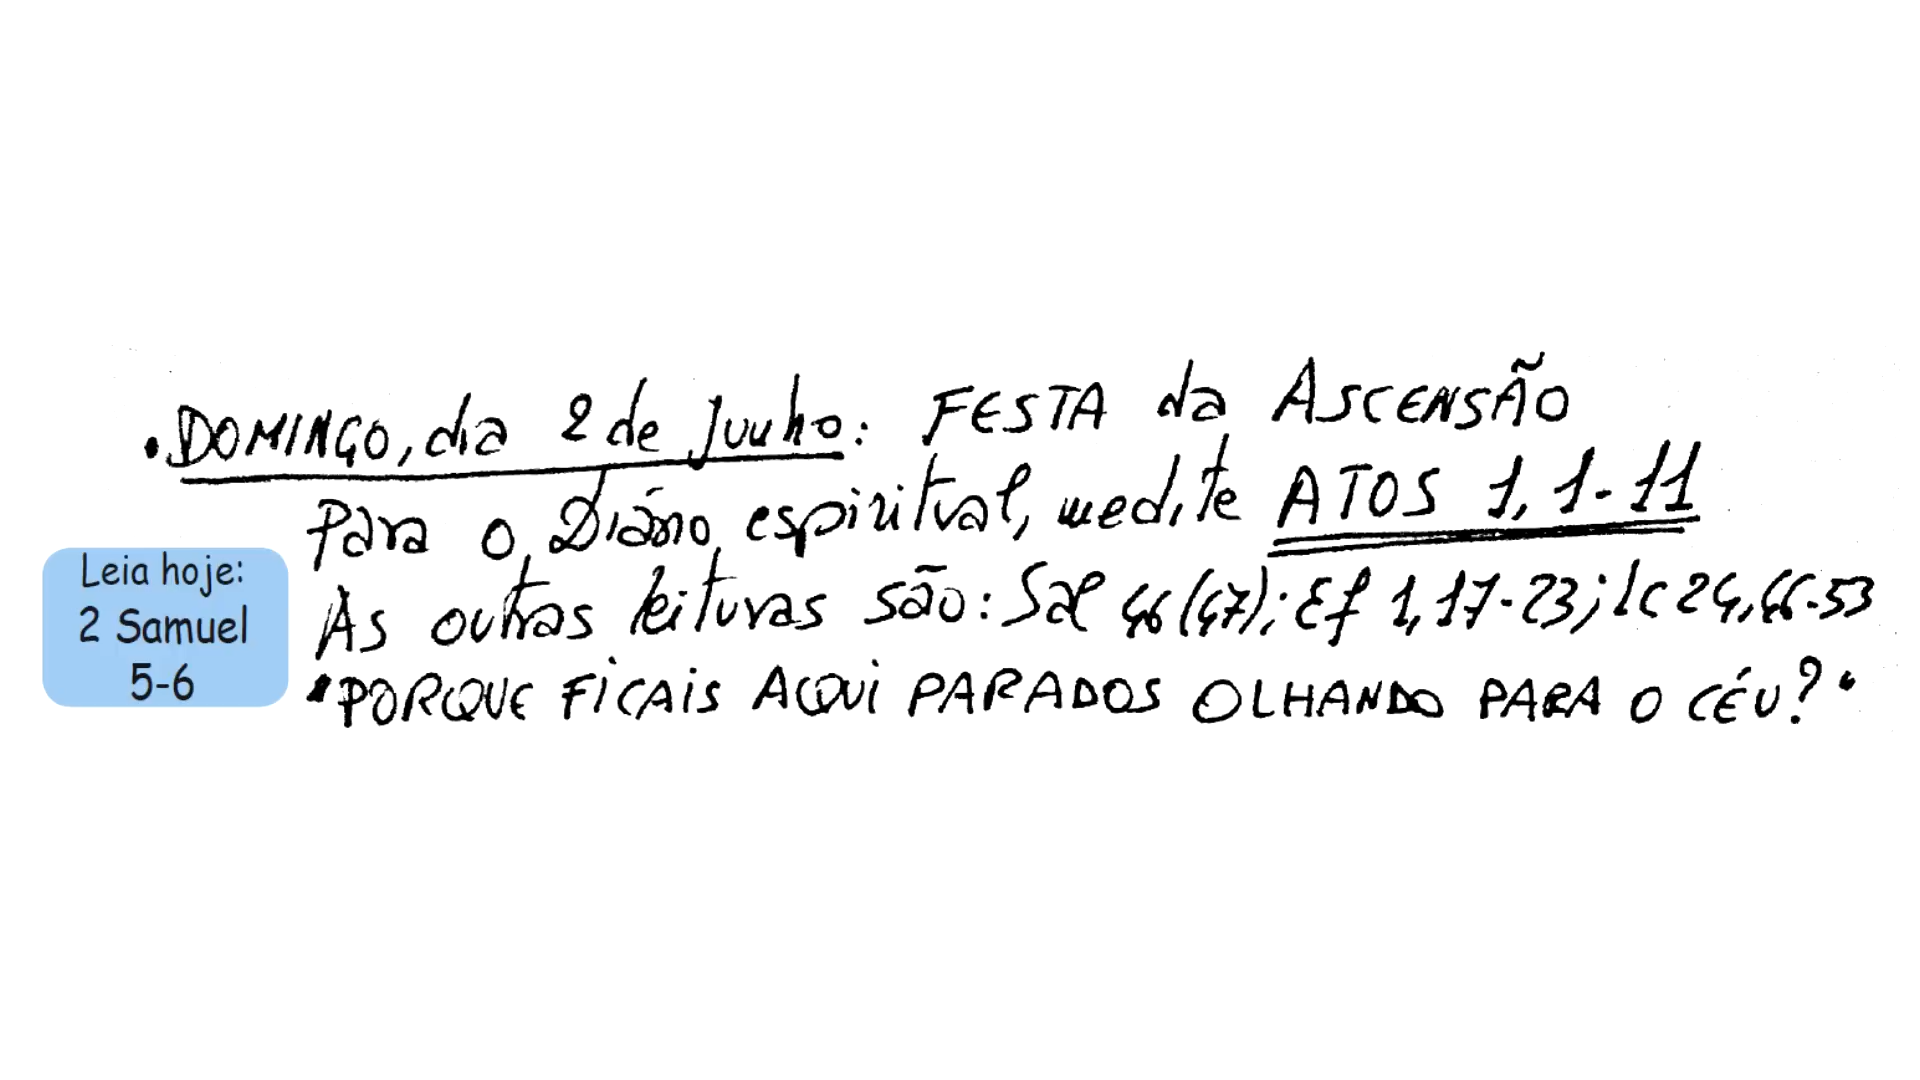 • DOMINGO, dia 2 de Junho: FESTA da ASCENSÃO
Para o Diário espiritual, medite ATOS 1, 1-11
As outras leituras são: Sal 46(47); Ef 1,17-23; Lc 24,46-53
"PORQUE FICAIS AQUI PARADOS OLHANDO PARA O CÉU?"
Leia hoje:
2 Samuel
5-6